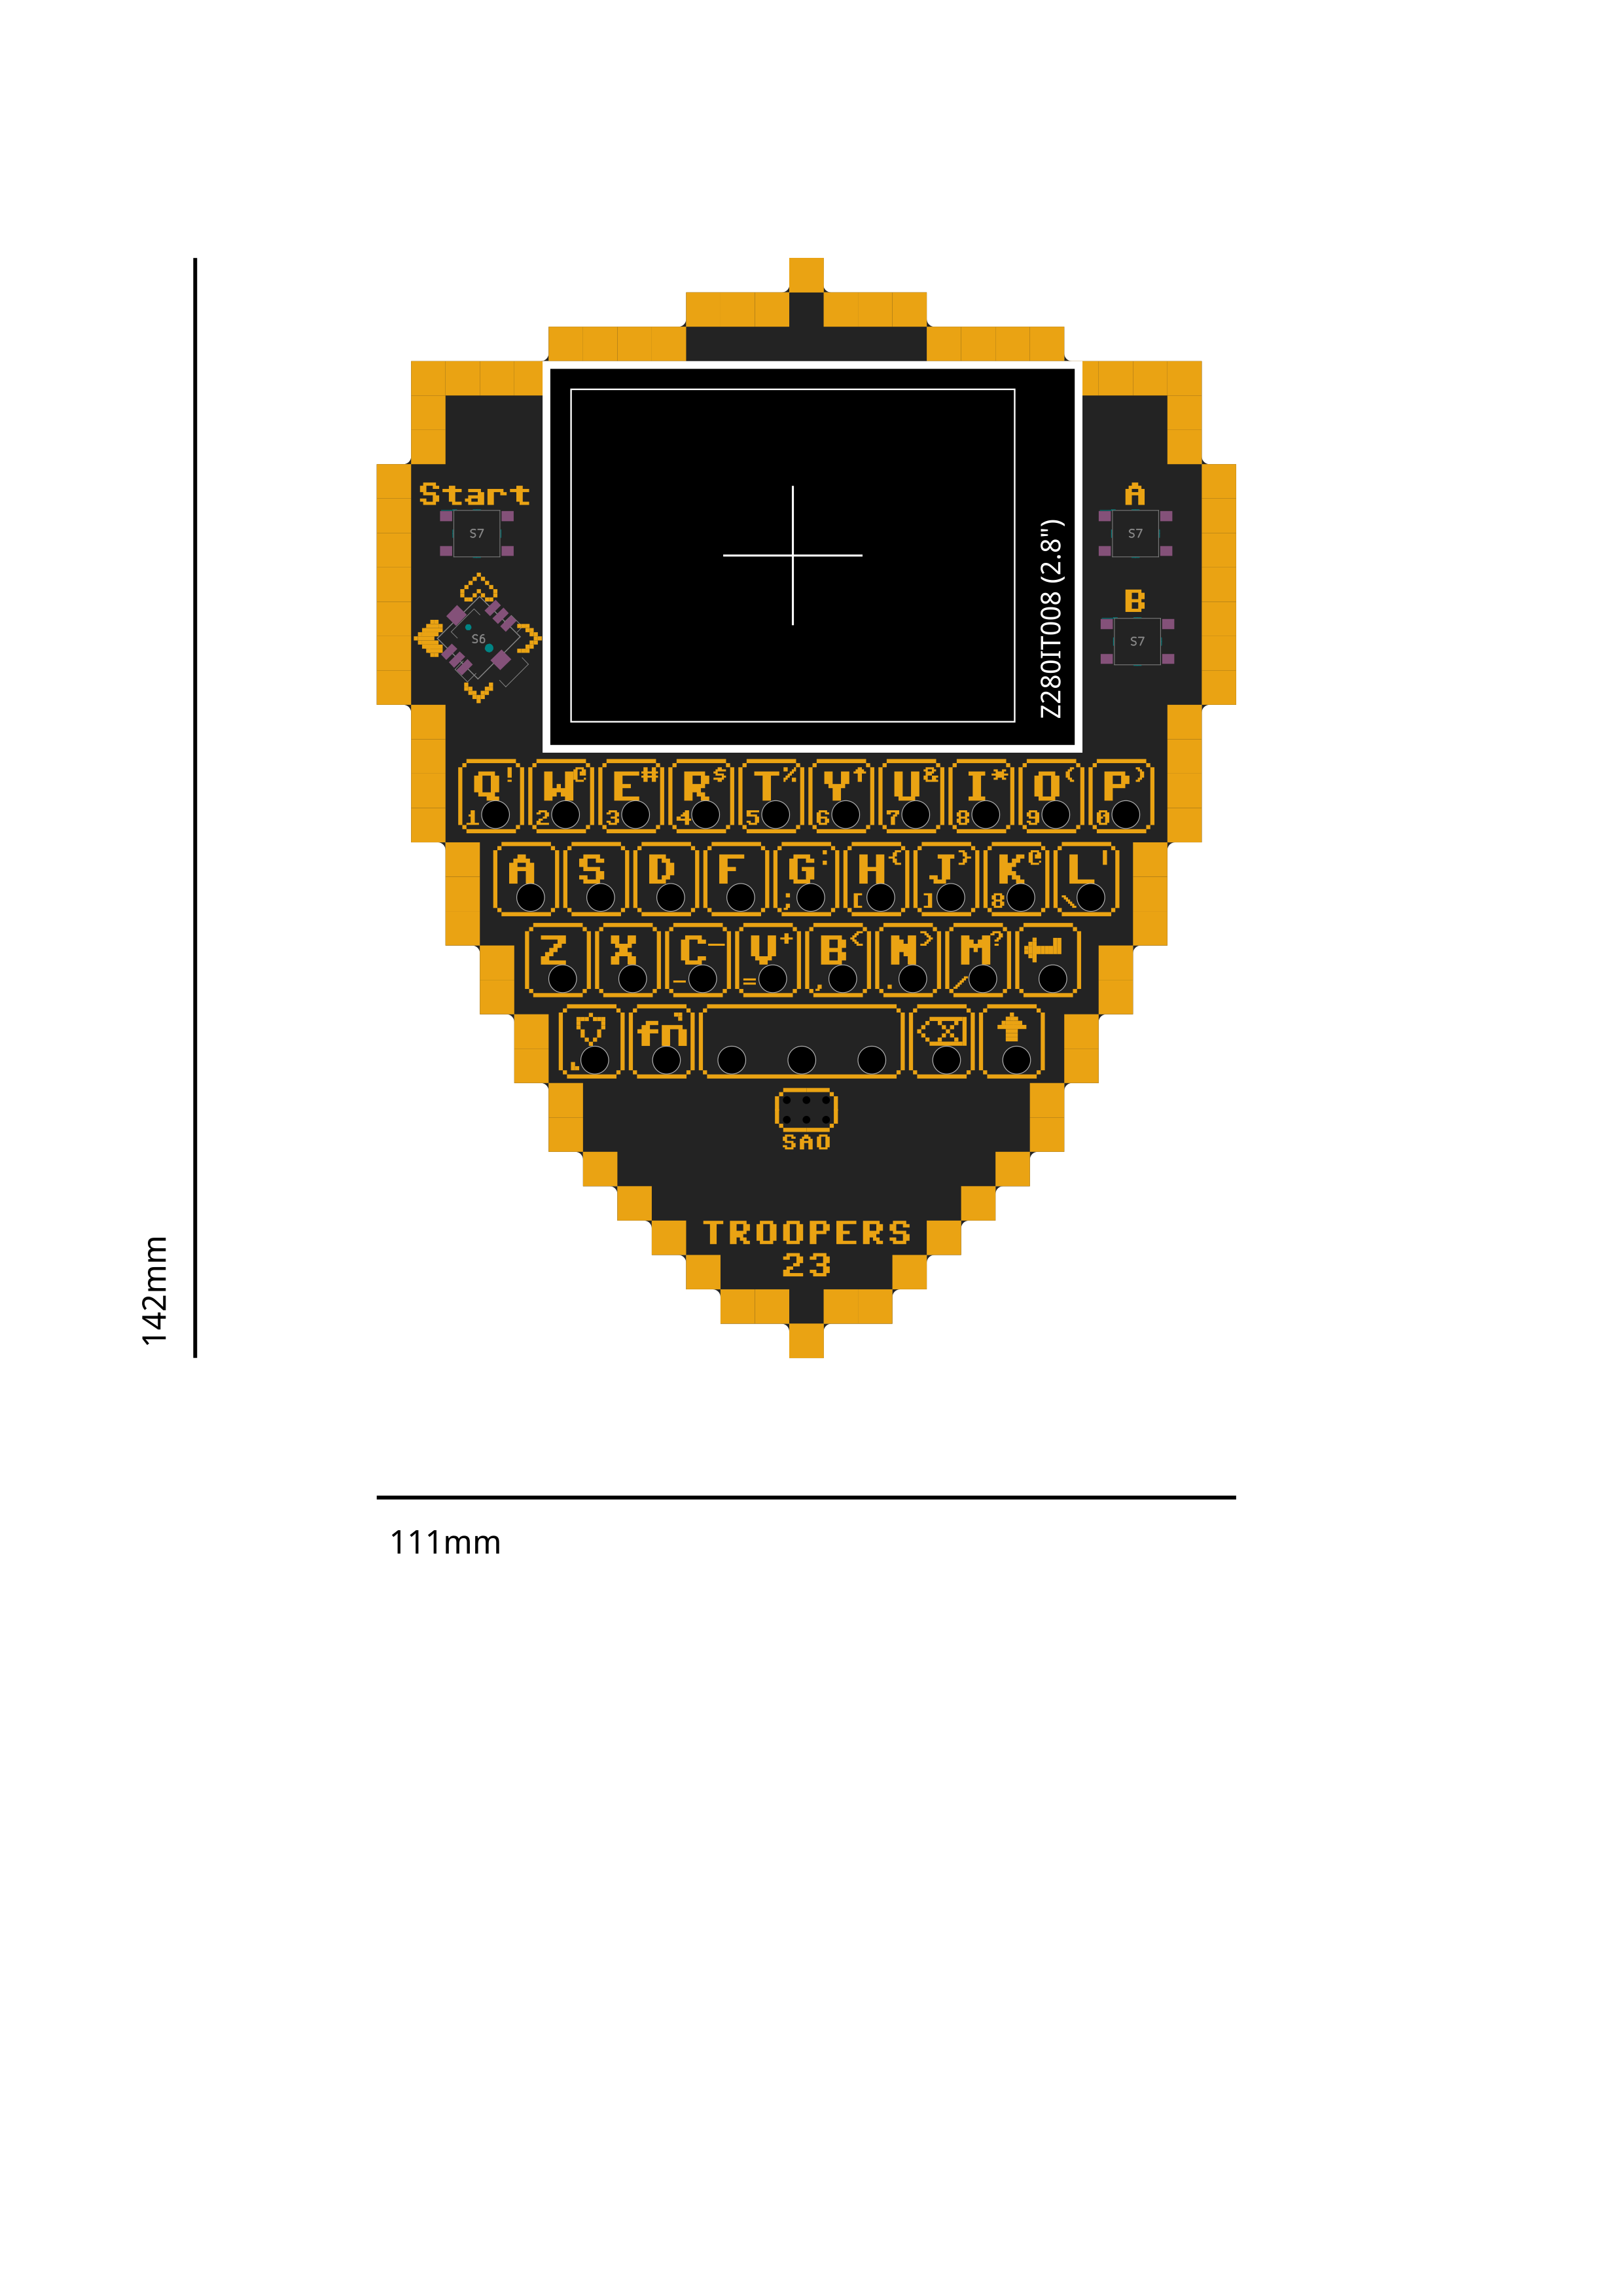 Start
S7
S6
A
S7
B
S7
Z280IT008 (2.8")
Q ! 1 W @ 2 E # 3 R $ 4 T % 5 Y ↑ 6 U & 7 I * 8 O ( 9 P ) 0
A S D F G : ; H { [ J } ] K @ 8 L ' \
Z X C — - V + = B < , N > . M ? /
fn
SAO
TROOPERS
23
142mm
111mm